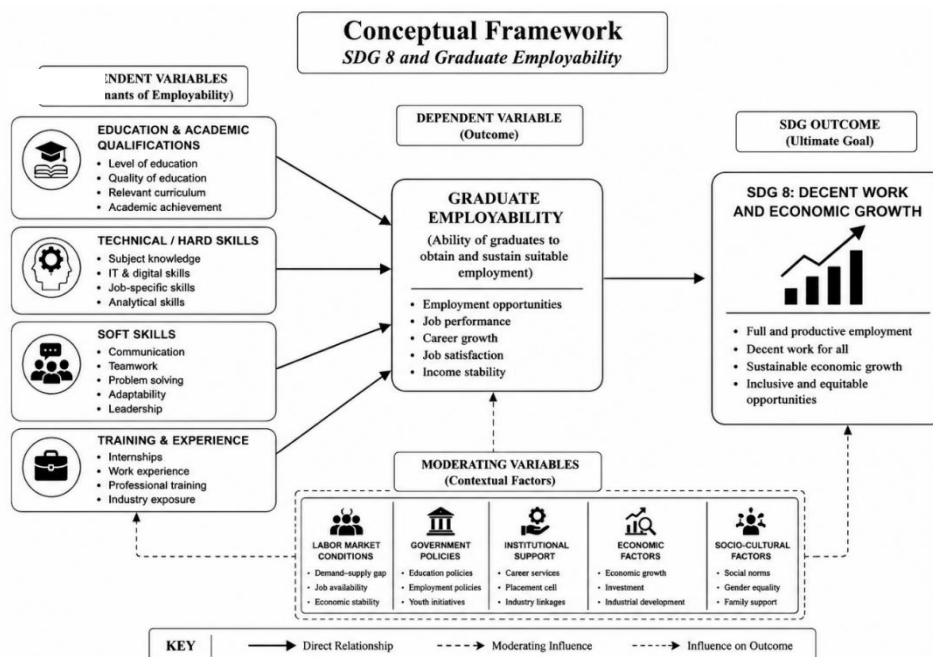 Conceptual Framework
SDG 8 and Graduate Employability
ENDENT VARIABLES
nants of Employability)
EDUCATION & ACADEMIC
QUALIFICATIONS
• Level of education
• Quality of education
• Relevant curriculum
• Academic achievement
TECHNICAL / HARD SKILLS
• Subject knowledge
• IT & digital skills
• Job-specific skills
• Analytical skills
SOFT SKILLS
• Communication
• Teamwork
• Problem solving
• Adaptability
• Leadership
TRAINING & EXPERIENCE
• Internships
• Work experience
• Professional training
• Industry exposure
DEPENDENT VARIABLE
(Outcome)
GRADUATE
EMPLOYABILITY
(Ability of graduates to
obtain and sustain suitable
employment)
• Employment opportunities
• Job performance
• Career growth
• Job satisfaction
• Income stability
SDG OUTCOME
(Ultimate Goal)
SDG 8: DECENT WORK
AND ECONOMIC GROWTH
• Full and productive employment
• Decent work for all
• Sustainable economic growth
• Inclusive and equitable
opportunities
MODERATING VARIABLES
(Contextual Factors)
LABOR MARKET
CONDITIONS
• Demand–supply gap
• Job availability
• Economic stability
GOVERNMENT
POLICIES
• Education policies
• Employment policies
• Youth initiatives
INSTITUTIONAL
SUPPORT
• Career services
• Placement cell
• Industry linkages
ECONOMIC
FACTORS
• Economic growth
• Investment
• Industrial development
SOCIO-CULTURAL
FACTORS
• Social norms
• Gender equality
• Family support
KEY
Direct Relationship
Moderating Influence
Influence on Outcome